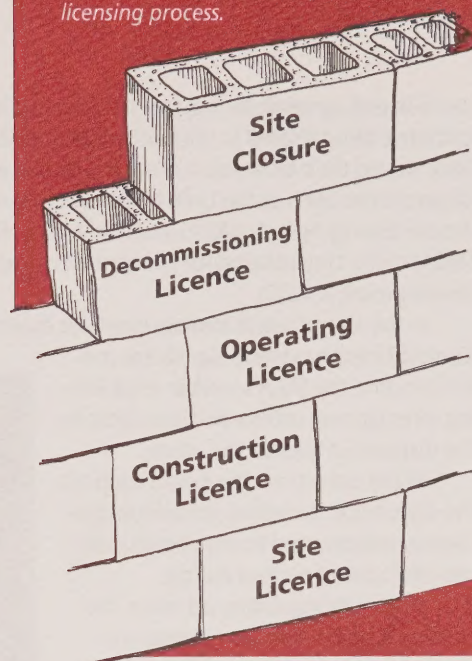 licensing process.
Site
Closure
Decommissioning
Licence
Operating
Licence
Construction
Licence
Site
Licence